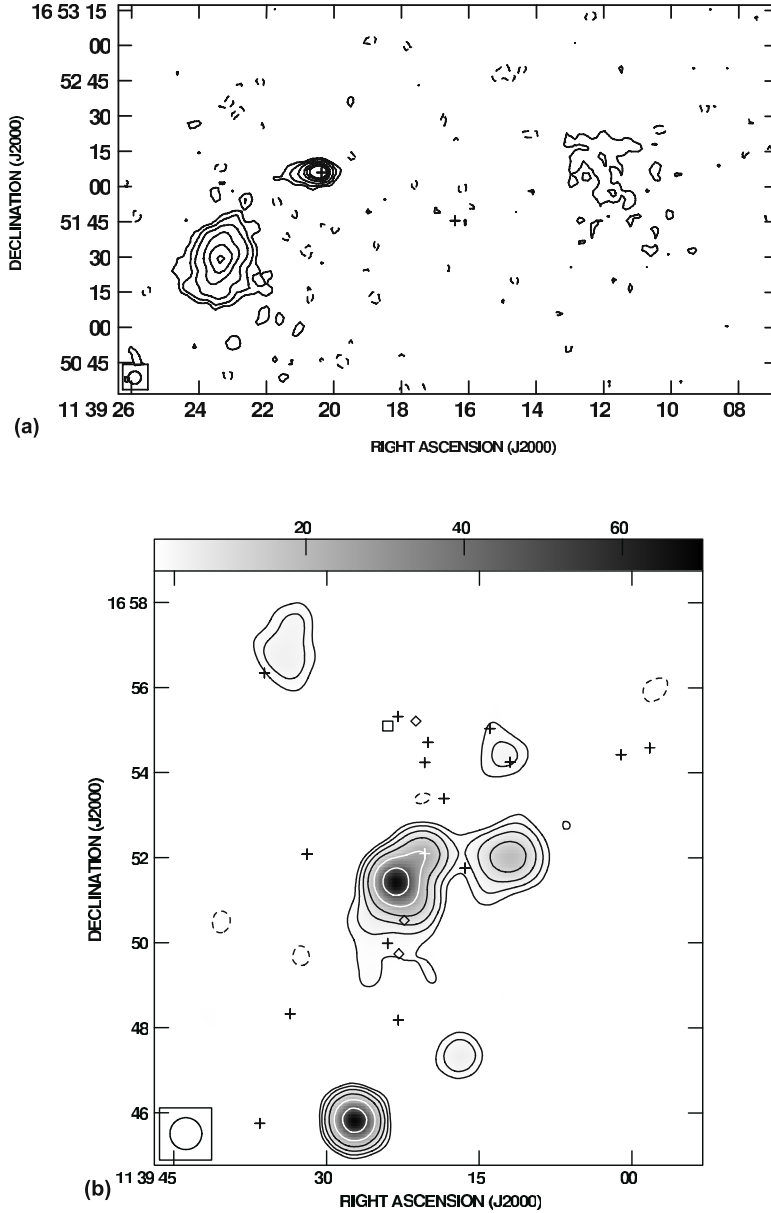 16 53 15
00
52 45
30
15
00
51 45
30
15
00
50 45
DECLINATION (J2000)
11 39 26 24 22 20 18 16 14 12 10 08
RIGHT ASCENSION (J2000)
(a)
20 40 60
16 58
56
54
52
50
48
46
DECLINATION (J2000)
11 39 45 30 15 00
RIGHT ASCENSION (J2000)
(b)